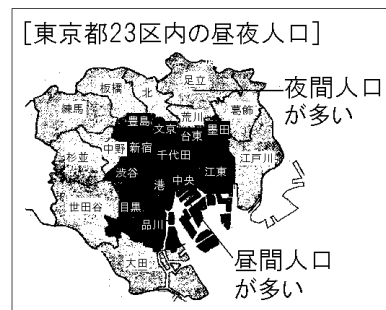 [東京都23区内の昼夜人口]
足立
板橋
北
練馬
荒川
葛飾
豊島
文京
墨田
台東
中野
新宿
杉並
千代田
江戸川
渋谷
江東
港
中央
世田谷
目黒
品川
大田
夜間人口
が多い
昼間人口
が多い